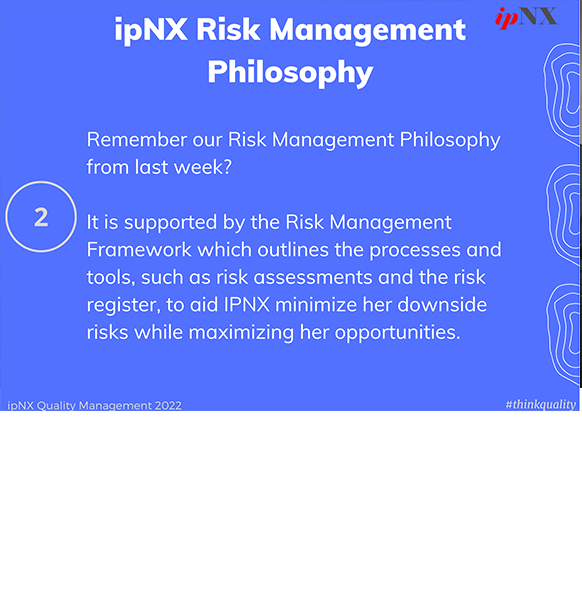 ipNX Risk Management
Philosophy
ipNX
Remember our Risk Management Philosophy
from last week?
2
It is supported by the Risk Management
Framework which outlines the processes and
tools, such as risk assessments and the risk
register, to aid IPNX minimize her downside
risks while maximizing her opportunities.
ipNX Quality Management 2022
#thinkquality